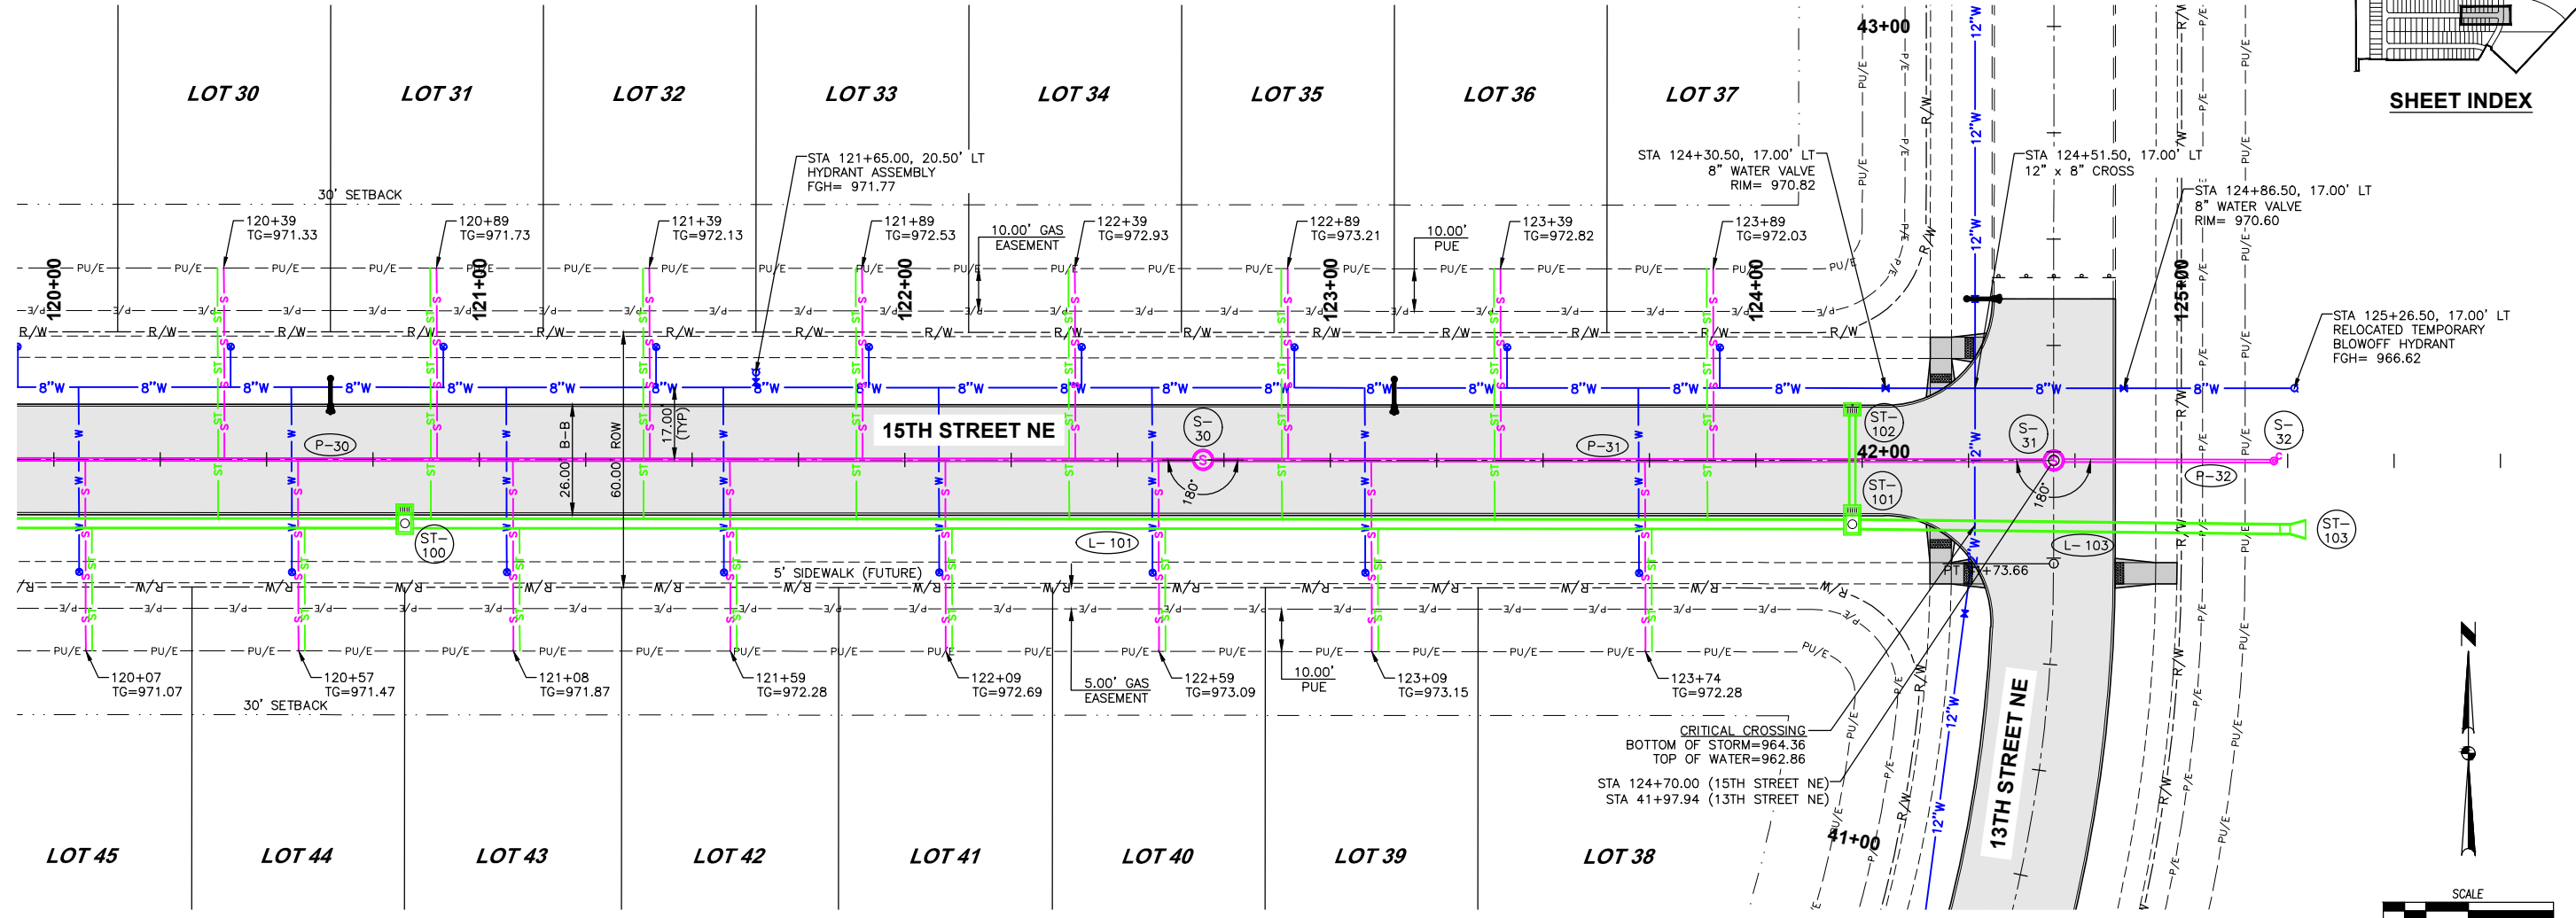 LOT 30
LOT 31
LOT 32
LOT 33
LOT 34
LOT 35
LOT 36
LOT 37
43+00
SHEET INDEX
STA 121+65.00, 20.50' LT
HYDRANT ASSEMBLY
FGH= 971.77
STA 124+30.50, 17.00' LT
8" WATER VALVE
RIM= 970.82
STA 124+51.50, 17.00' LT
12" x 8" CROSS
STA 124+86.50, 17.00' LT
8" WATER VALVE
RIM= 970.60
STA 125+26.50, 17.00' LT
RELOCATED TEMPORARY
BLOWOFF HYDRANT
FGH= 966.62
30' SETBACK
120+39
TG=971.33
120+89
TG=971.73
121+39
TG=972.13
121+89
TG=972.53
10.00' GAS
EASEMENT
122+39
TG=972.93
122+89
TG=973.21
10.00'
PUE
123+39
TG=972.82
123+89
TG=972.03
120+00
121+00
122+00
123+00
124+00
125+00
PU/E
P/E
R/W
8"W
12"W
ST
S
W
15TH STREET NE
P-30
26.00' B-B
60.00' ROW
17.00'
(TYP)
S-
30
180°
P-31
ST-
102
42+00
ST-
101
S-
31
180°
S-
32
P-32
ST-
100
L-101
L-103
ST-
103
PT 41+73.66
5' SIDEWALK (FUTURE)
120+07
TG=971.07
120+57
TG=971.47
121+08
TG=971.87
121+59
TG=972.28
122+09
TG=972.69
5.00' GAS
EASEMENT
122+59
TG=973.09
10.00'
PUE
123+09
TG=973.15
123+74
TG=972.28
30' SETBACK
CRITICAL CROSSING
BOTTOM OF STORM=964.36
TOP OF WATER=962.86
STA 124+70.00 (15TH STREET NE)
STA 41+97.94 (13TH STREET NE)
13TH STREET NE
41+00
LOT 45
LOT 44
LOT 43
LOT 42
LOT 41
LOT 40
LOT 39
LOT 38
N
SCALE